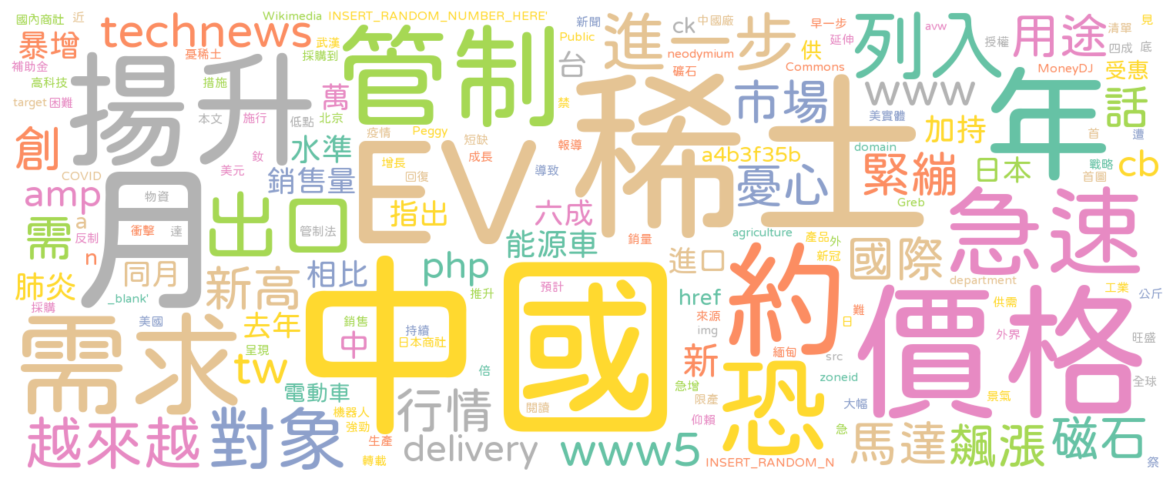 國內商社 近 Wikimedia INSERT_RANDOM_NUMBER_HERE' 新聞 中國廠 早一步 avw 清單 見
暴增 technews 憂稀土 武漢 採購到 管制 進一步 ck Public 供 延伸 列入 授權 用途 四成 底
補助金 高科技 措施 揚升 萬 台 neodymium 礦石 Commons www MoneyDJ 受惠
target 困難 本文 施行 低點 北京 稀土 市場 美實體 年 話 禁
創 水準 疫情 Peggy 短缺 報導 a4b3f35b domain 加持 首 遭
COVID 釹 銷售量 EV 增長 成長 憂心 緊繃 日本 戰略 cb
amp 月 物資 美元 回復 導致 首圖
需 a 出口 指出 六成 Greb 急速
反制 衝擊 達 管制法 能源車 銷量 agriculture 產品 外
n 同月 新高 相比 php 進口 約 新冠 國際
肺炎 _blank' 推升 預計 href department 工業 公斤
採購 需求 美國 去年 中國 銷售 持續 來源 難 日 供需 價格
呈現 中 日本商社 img 緬甸 外界 旺盛
tw 倍 新 src 全球
電動車 行情 閱讀 急增 恐 zoneid 景氣
越來越 對象 機器人 強勁 限產 大幅 磁石
生產 delivery www5 仰賴 急 馬達 飆漲
轉載 INSERT_RANDOM_N 祭